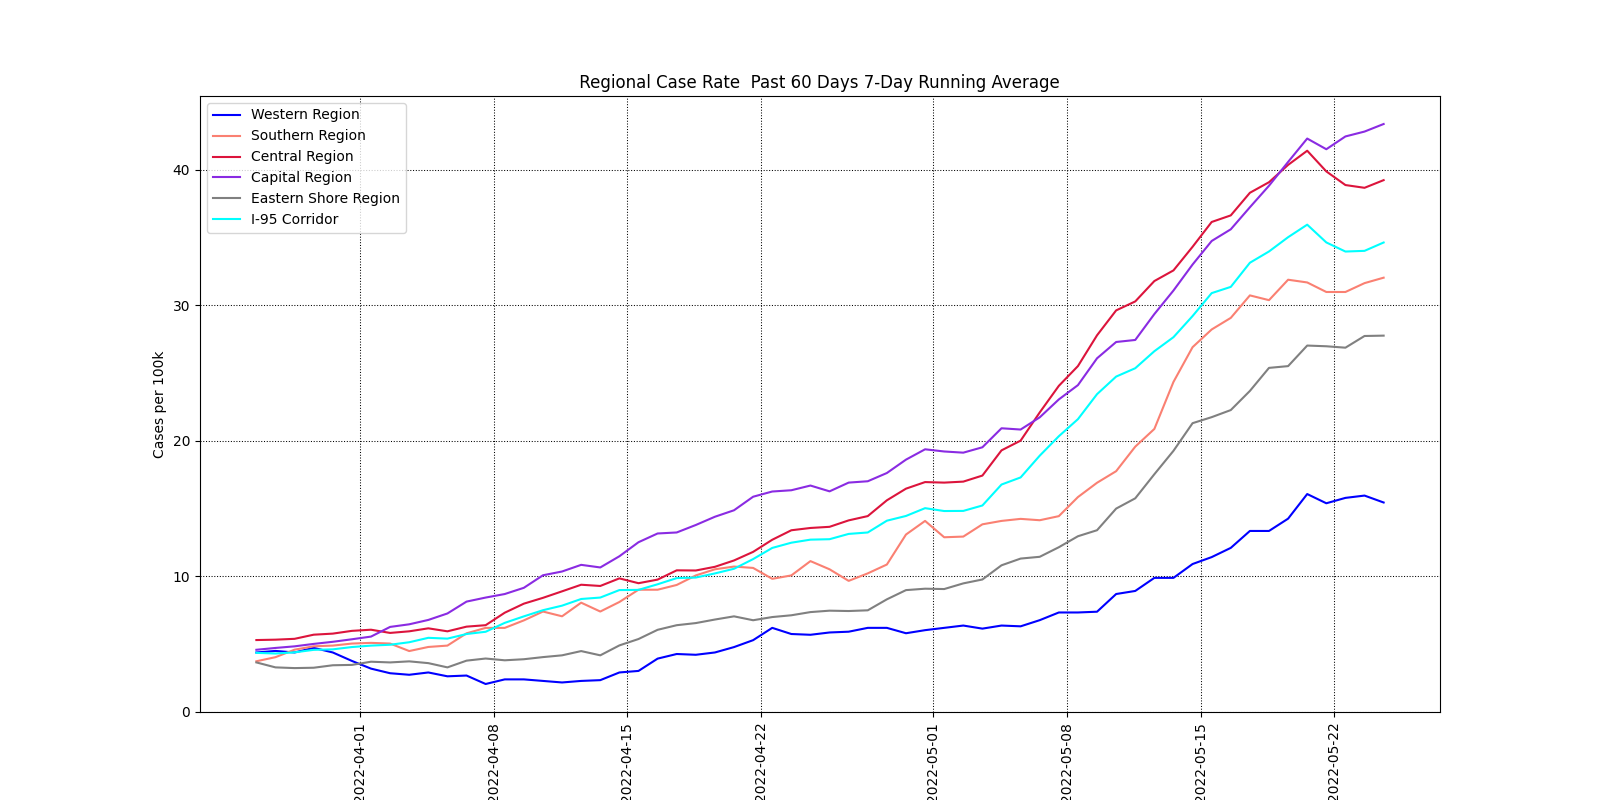 Regional Case Rate  Past 60 Days 7-Day Running Average
Western Region
Southern Region
Central Region
Capital Region
Eastern Shore Region
I-95 Corridor
Cases per 100k
40
30
20
10
0
2022-04-01
2022-04-08
2022-04-15
2022-04-22
2022-05-01
2022-05-08
2022-05-15
2022-05-22